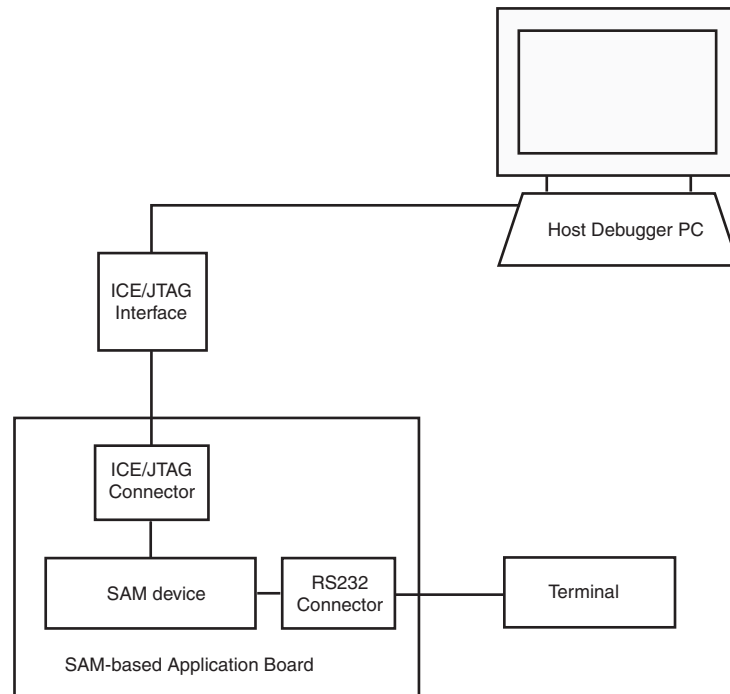 Host Debugger PC
ICE/JTAG
Interface
ICE/JTAG
Connector
SAM device
RS232
Connector
Terminal
SAM-based Application Board